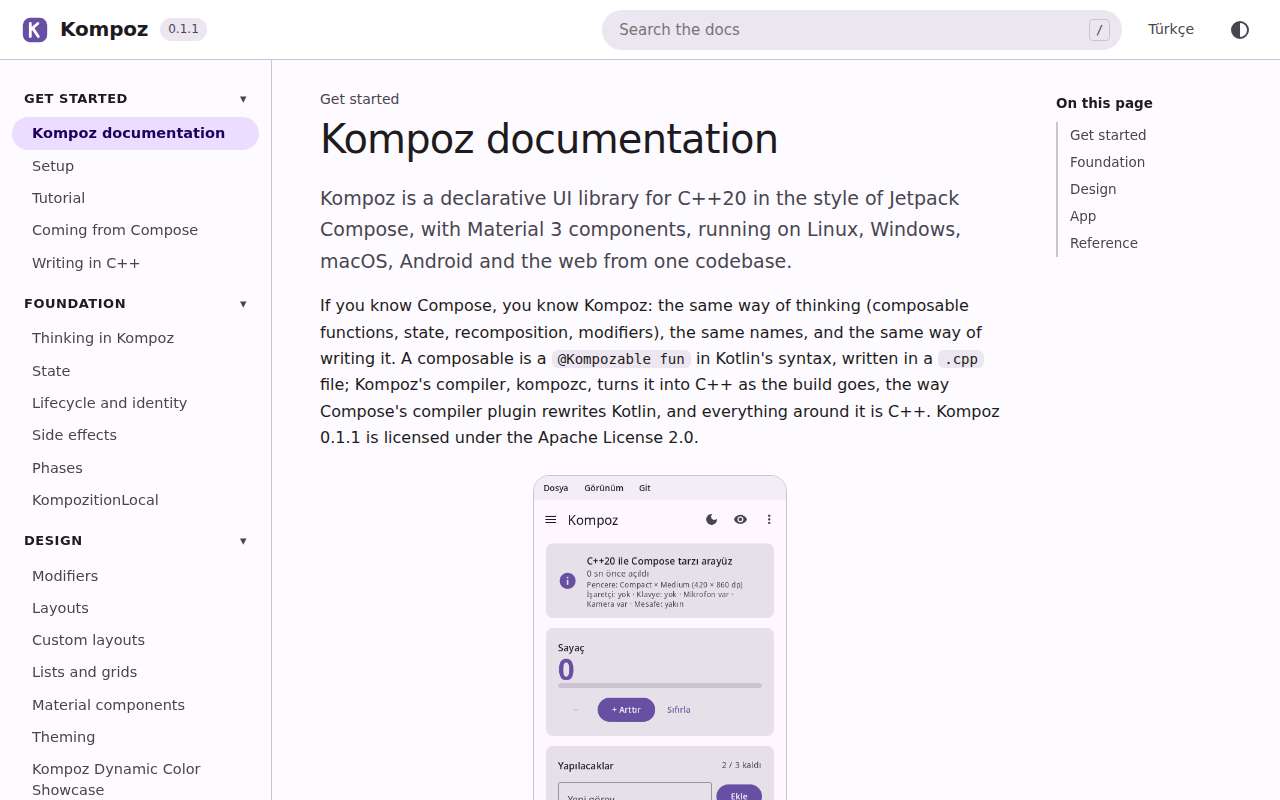 Kompoz 0.1.1
Search the docs /
Türkçe
GET STARTED
Kompoz documentation
Setup
Tutorial
Coming from Compose
Writing in C++
FOUNDATION
Thinking in Kompoz
State
Lifecycle and identity
Side effects
Phases
KompozitionLocal
DESIGN
Modifiers
Layouts
Custom layouts
Lists and grids
Material components
Theming
Kompoz Dynamic Color
Showcase
Get started
Kompoz documentation
Kompoz is a declarative UI library for C++20 in the style of Jetpack
Compose, with Material 3 components, running on Linux, Windows,
macOS, Android and the web from one codebase.
If you know Compose, you know Kompoz: the same way of thinking (composable
functions, state, recomposition, modifiers), the same names, and the same way of
writing it. A composable is a @Kompozable fun in Kotlin's syntax, written in a .cpp
file; Kompoz's compiler, kompozc, turns it into C++ as the build goes, the way
Compose's compiler plugin rewrites Kotlin, and everything around it is C++. Kompoz
0.1.1 is licensed under the Apache License 2.0.
Dosya Görünüm Git
Kompoz
C++20 ile Compose tarzı arayüz
0 sn önce açıldı
Pencere: Compact × Medium (420 × 860 dp)
İşaretçi: yok · Klavye: yok · Mikrofon var ·
Kamera var · Mesafe: yakın
Sayaç
0
− + Artır Sıfırla
Yapılacaklar 2 / 3 kaldı
Yeni görev Ekle
On this page
Get started
Foundation
Design
App
Reference